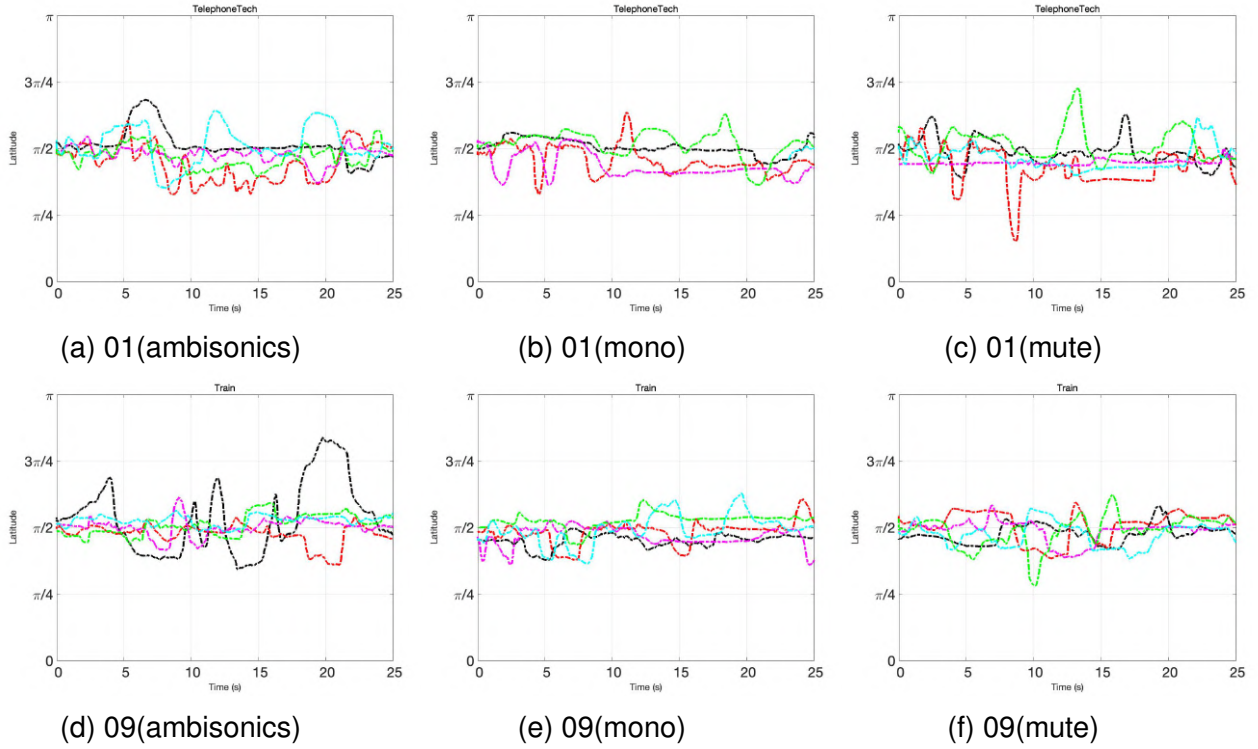 TelephoneTech
TelephoneTech
TelephoneTech
π
3π/4
π/2
π/4
0
Latitude
0 5 10 15 20 25
Time (s)
π
3π/4
π/2
π/4
0
Latitude
0 5 10 15 20 25
Time (s)
π
3π/4
π/2
π/4
0
Latitude
0 5 10 15 20 25
Time (s)
(a) 01(ambisonics)
(b) 01(mono)
(c) 01(mute)
Train
Train
Train
π
3π/4
π/2
π/4
0
Latitude
0 5 10 15 20 25
Time (s)
π
3π/4
π/2
π/4
0
Latitude
0 5 10 15 20 25
Time (s)
π
3π/4
π/2
π/4
0
Latitude
0 5 10 15 20 25
Time (s)
(d) 09(ambisonics)
(e) 09(mono)
(f) 09(mute)